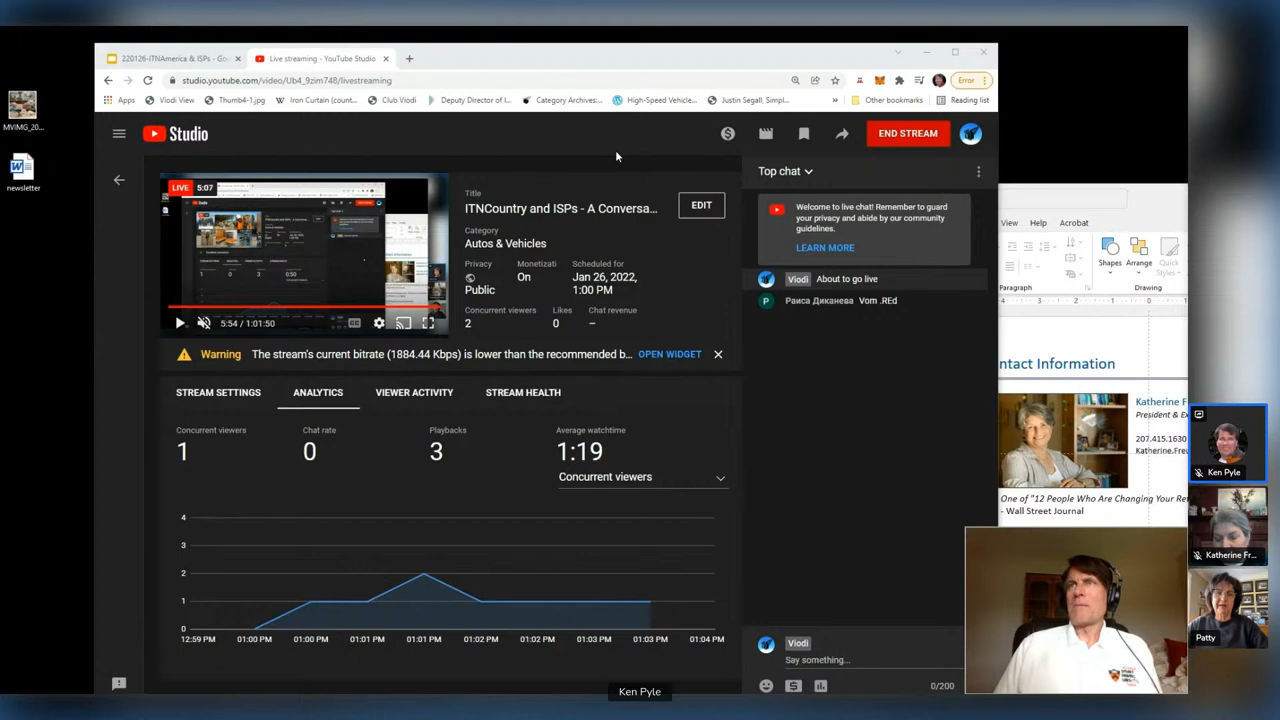 220126-ITNAmerica & ISPs - Go
Live streaming - YouTube Studio
studio.youtube.com/video/Ub4_9zim748/livestreaming
Error
Apps
Viodi View
Thumb4-1.jpg
Iron Curtain (count...
Club Viodi
Deputy Director of I...
Category Archives:...
High-Speed Vehicle...
Justin Segall, Simpl...
»
Other bookmarks
Reading list
MVIMG_20...
newsletter
Studio
END STREAM
LIVE 5:07
5:54 / 1:01:50
Title
ITNCountry and ISPs - A Conversa...
EDIT
Category
Autos & Vehicles
Privacy
Public
Monetizati
On
Scheduled for
Jan 26, 2022,
1:00 PM
Concurrent viewers
2
Likes
0
Chat revenue
–
Warning
The stream's current bitrate (1884.44 Kbps) is lower than the recommended b...
OPEN WIDGET
STREAM SETTINGS
ANALYTICS
VIEWER ACTIVITY
STREAM HEALTH
Concurrent viewers
1
Chat rate
0
Playbacks
3
Average watchtime
1:19
Concurrent viewers
4
3
2
1
0
12:59 PM
01:00 PM
01:00 PM
01:01 PM
01:01 PM
01:02 PM
01:02 PM
01:03 PM
01:03 PM
01:04 PM
Top chat
Welcome to live chat! Remember to guard
your privacy and abide by our community
guidelines.
LEARN MORE
Viodi About to go live
P
Раиса Диканева Vom .REd
Viodi
Say something...
0/200
View
Help
Acrobat
Shapes
Arrange
Quick
Styles
Paragraph
Drawing
4
3
2
1
0
1
ntact Information
Katherine F
President & Ex
207.415.1630
Katherine.Freu
One of "12 People Who Are Changing Your Ret
- Wall Street Journal
Ken Pyle
Katherine Fr...
Patty
Ken Pyle